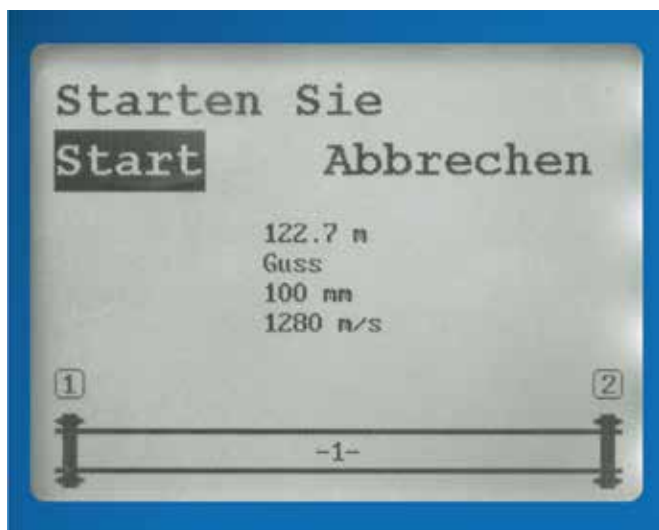 Starten Sie
Start Abbrechen
122.7 m
Guss
100 mm
1280 m/s
1 2
-1-